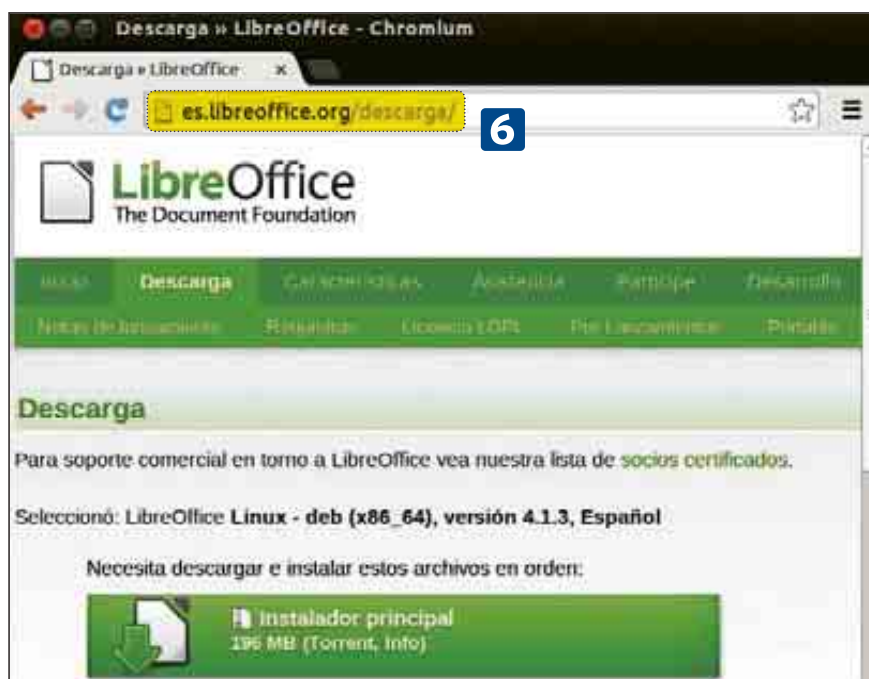 Descarga » LibreOffice - Chromium
Descarga » LibreOffice ×
es.libreoffice.org/descarga/
6
LibreOffice
The Document Foundation
Inicio Descarga Características Asistencia Participe Desarrollo
Notas de lanzamiento Requisitos Licencia LGPL Portable
Descarga
Para soporte comercial en torno a LibreOffice vea nuestra lista de socios certificados.
Seleccionó: LibreOffice Linux - deb (x86_64), versión 4.1.3, Español
Necesita descargar e instalar estos archivos en orden:
Instalador principal
196 MB (Torrent, Info)